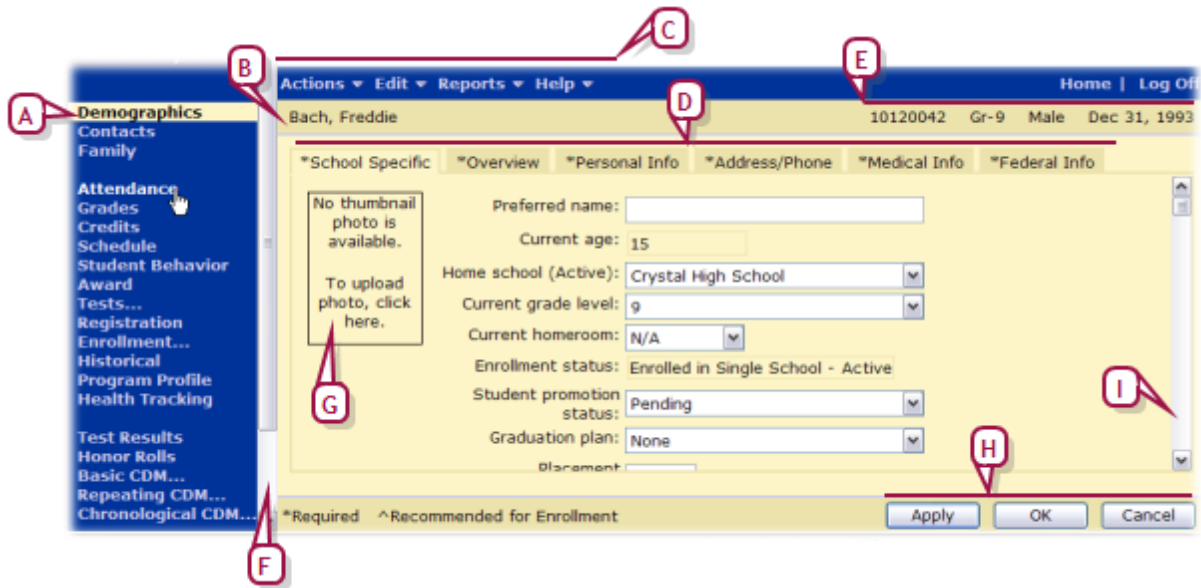 C
B
E
Actions Edit Reports Help Home | Log Off
A
D
Demographics
Contacts
Family
Attendance
Grades
Credits
Schedule
Student Behavior
Award
Tests...
Registration
Enrollment...
Historical
Program Profile
Health Tracking
Test Results
Honor Rolls
Basic CDM...
Repeating CDM...
Chronological CDM...
Bach, Freddie 10120042 Gr-9 Male Dec 31, 1993
*School Specific *Overview *Personal Info *Address/Phone *Medical Info *Federal Info
No thumbnail
photo is
available.
To upload
photo, click
here.
G
Preferred name:
Current age: 15
Home school (Active): Crystal High School
Current grade level: 9
Current homeroom: N/A
Enrollment status: Enrolled in Single School - Active
Student promotion
status: Pending
Graduation plan: None
Placement
I
H
*Required ^Recommended for Enrollment Apply OK Cancel
F